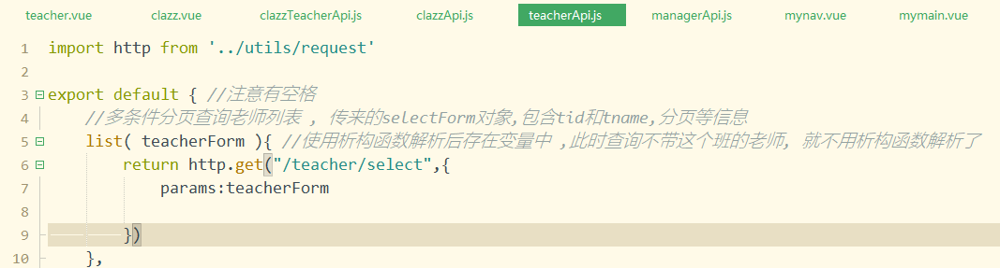 teacher.vue clazz.vue clazzTeacherApi.js clazzApi.js teacherApi.js managerApi.js mynav.vue mymain.vue
1 import http from '../utils/request'
2
3 export default { //注意有空格
4 //多条件分页查询老师列表 , 传来的selectForm对象,包含tid和tname,分页等信息
5 list( teacherForm ){ //使用析构函数解析后存在变量中 ,此时查询不带这个班的老师, 就不用析构函数解析了
6 return http.get("/teacher/select",{
7 params:teacherForm
8
9 })
10 },